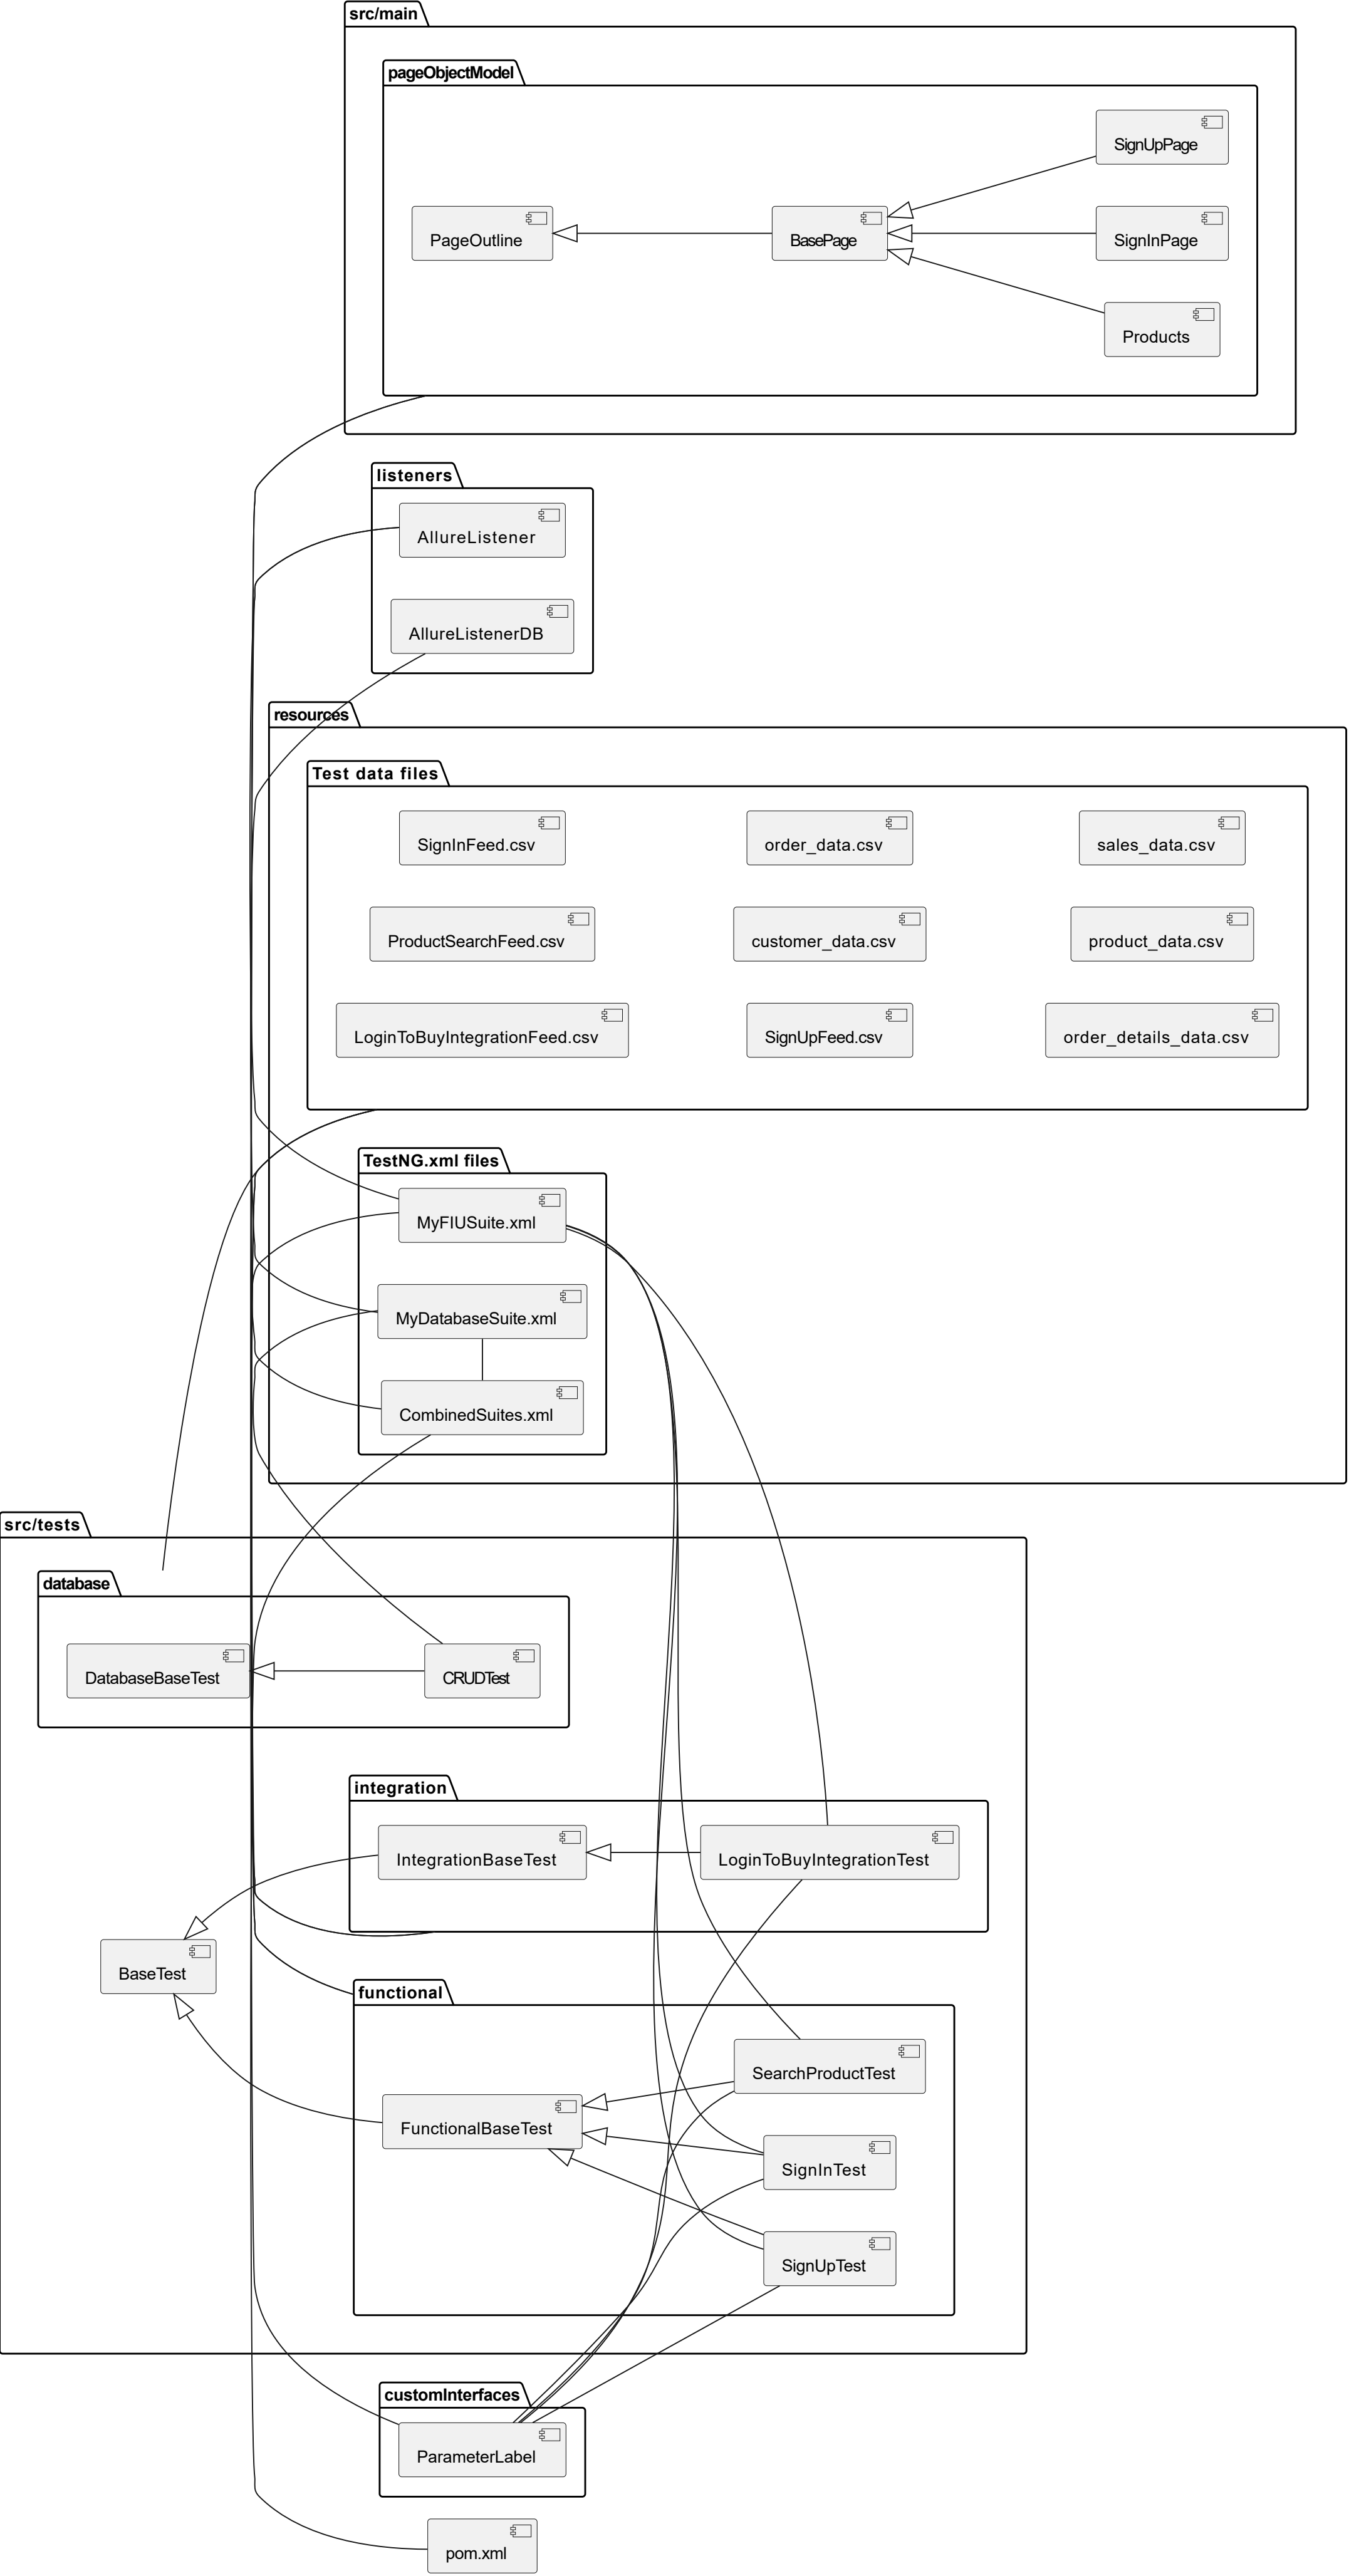 src/main
pageObjectModel
SignUpPage
PageOutline
BasePage
SignInPage
Products
listeners
AllureListener
AllureListenerDB
resources
Test data files
SignInFeed.csv
order_data.csv
sales_data.csv
ProductSearchFeed.csv
customer_data.csv
product_data.csv
LoginToBuyIntegrationFeed.csv
SignUpFeed.csv
order_details_data.csv
TestNG.xml files
MyFIUSuite.xml
MyDatabaseSuite.xml
CombinedSuites.xml
src/tests
database
DatabaseBaseTest
CRUDTest
integration
IntegrationBaseTest
LoginToBuyIntegrationTest
BaseTest
functional
SearchProductTest
FunctionalBaseTest
SignInTest
SignUpTest
customInterfaces
ParameterLabel
pom.xml